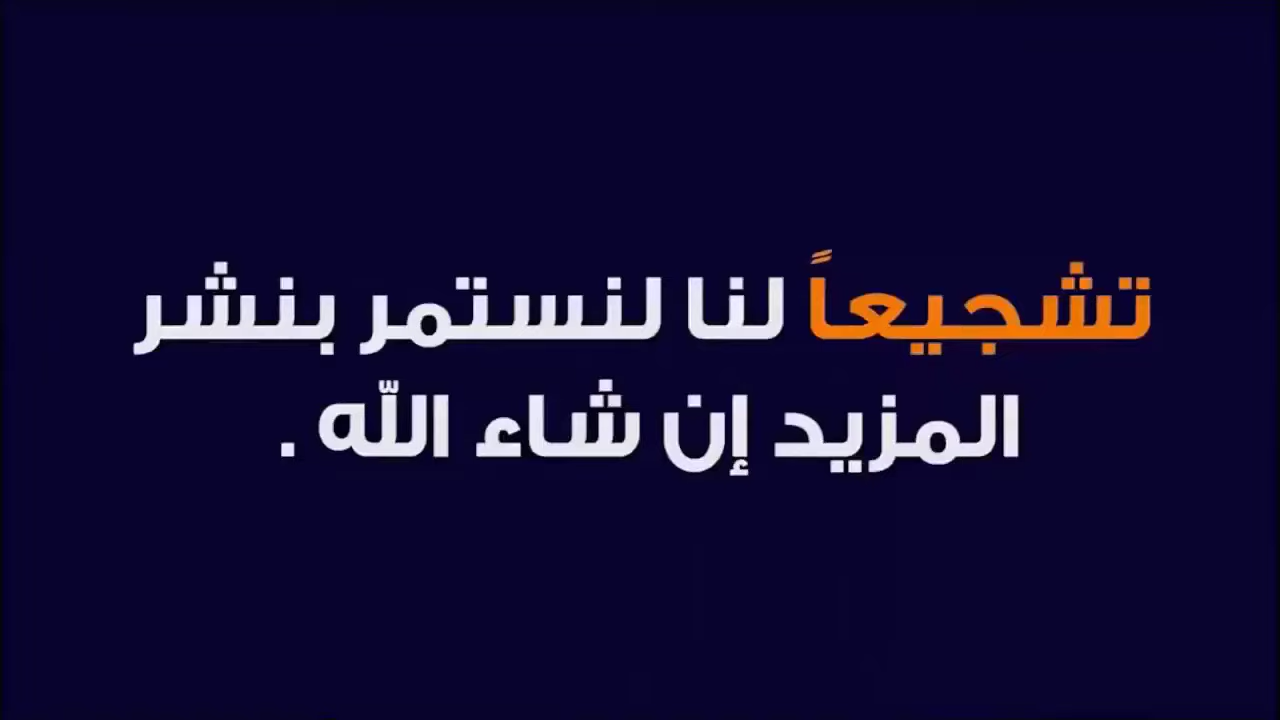 تشجيعاً لنا لنستمر بنشر
المزيد إن شاء اللّه .